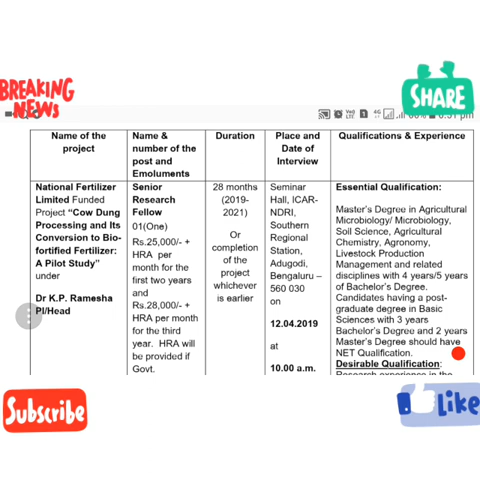 BREAKING
NEWS
SHARE
Name of the
project
Name &
number of the
post and
Emoluments
Duration
Place and
Date of
Interview
Qualifications & Experience
National Fertilizer
Limited Funded
Project "Cow Dung
Processing and Its
Conversion to Bio-
fortified Fertilizer:
A Pilot Study" under
Dr K.P. Ramesha
PI/Head
Senior
Research
Fellow
01(One)
Rs.25,000/- +
HRA per
month for the
first two years
and
Rs.28,000/- +
HRA per month
for the third
year. HRA will
be provided if
Govt.
28 months
(2019-
2021)
Or
completion
of the
project
whichever
is earlier
Seminar
Hall, ICAR-
NDRI,
Southern
Regional
Station,
Adugodi,
Bengaluru –
560 030
on
12.04.2019
at
10.00 a.m.
Essential Qualification:
Master's Degree in Agricultural
Microbiology/ Microbiology,
Soil Science, Agricultural
Chemistry, Agronomy,
Livestock Production
Management and related
disciplines with 4 years/5 years
of Bachelor's Degree.
Candidates having a post-
graduate degree in Basic
Sciences with 3 years
Bachelor's Degree and 2 years
Master's Degree should have
NET Qualification.
Desirable Qualification:
Research experience in the
Subscribe
Like